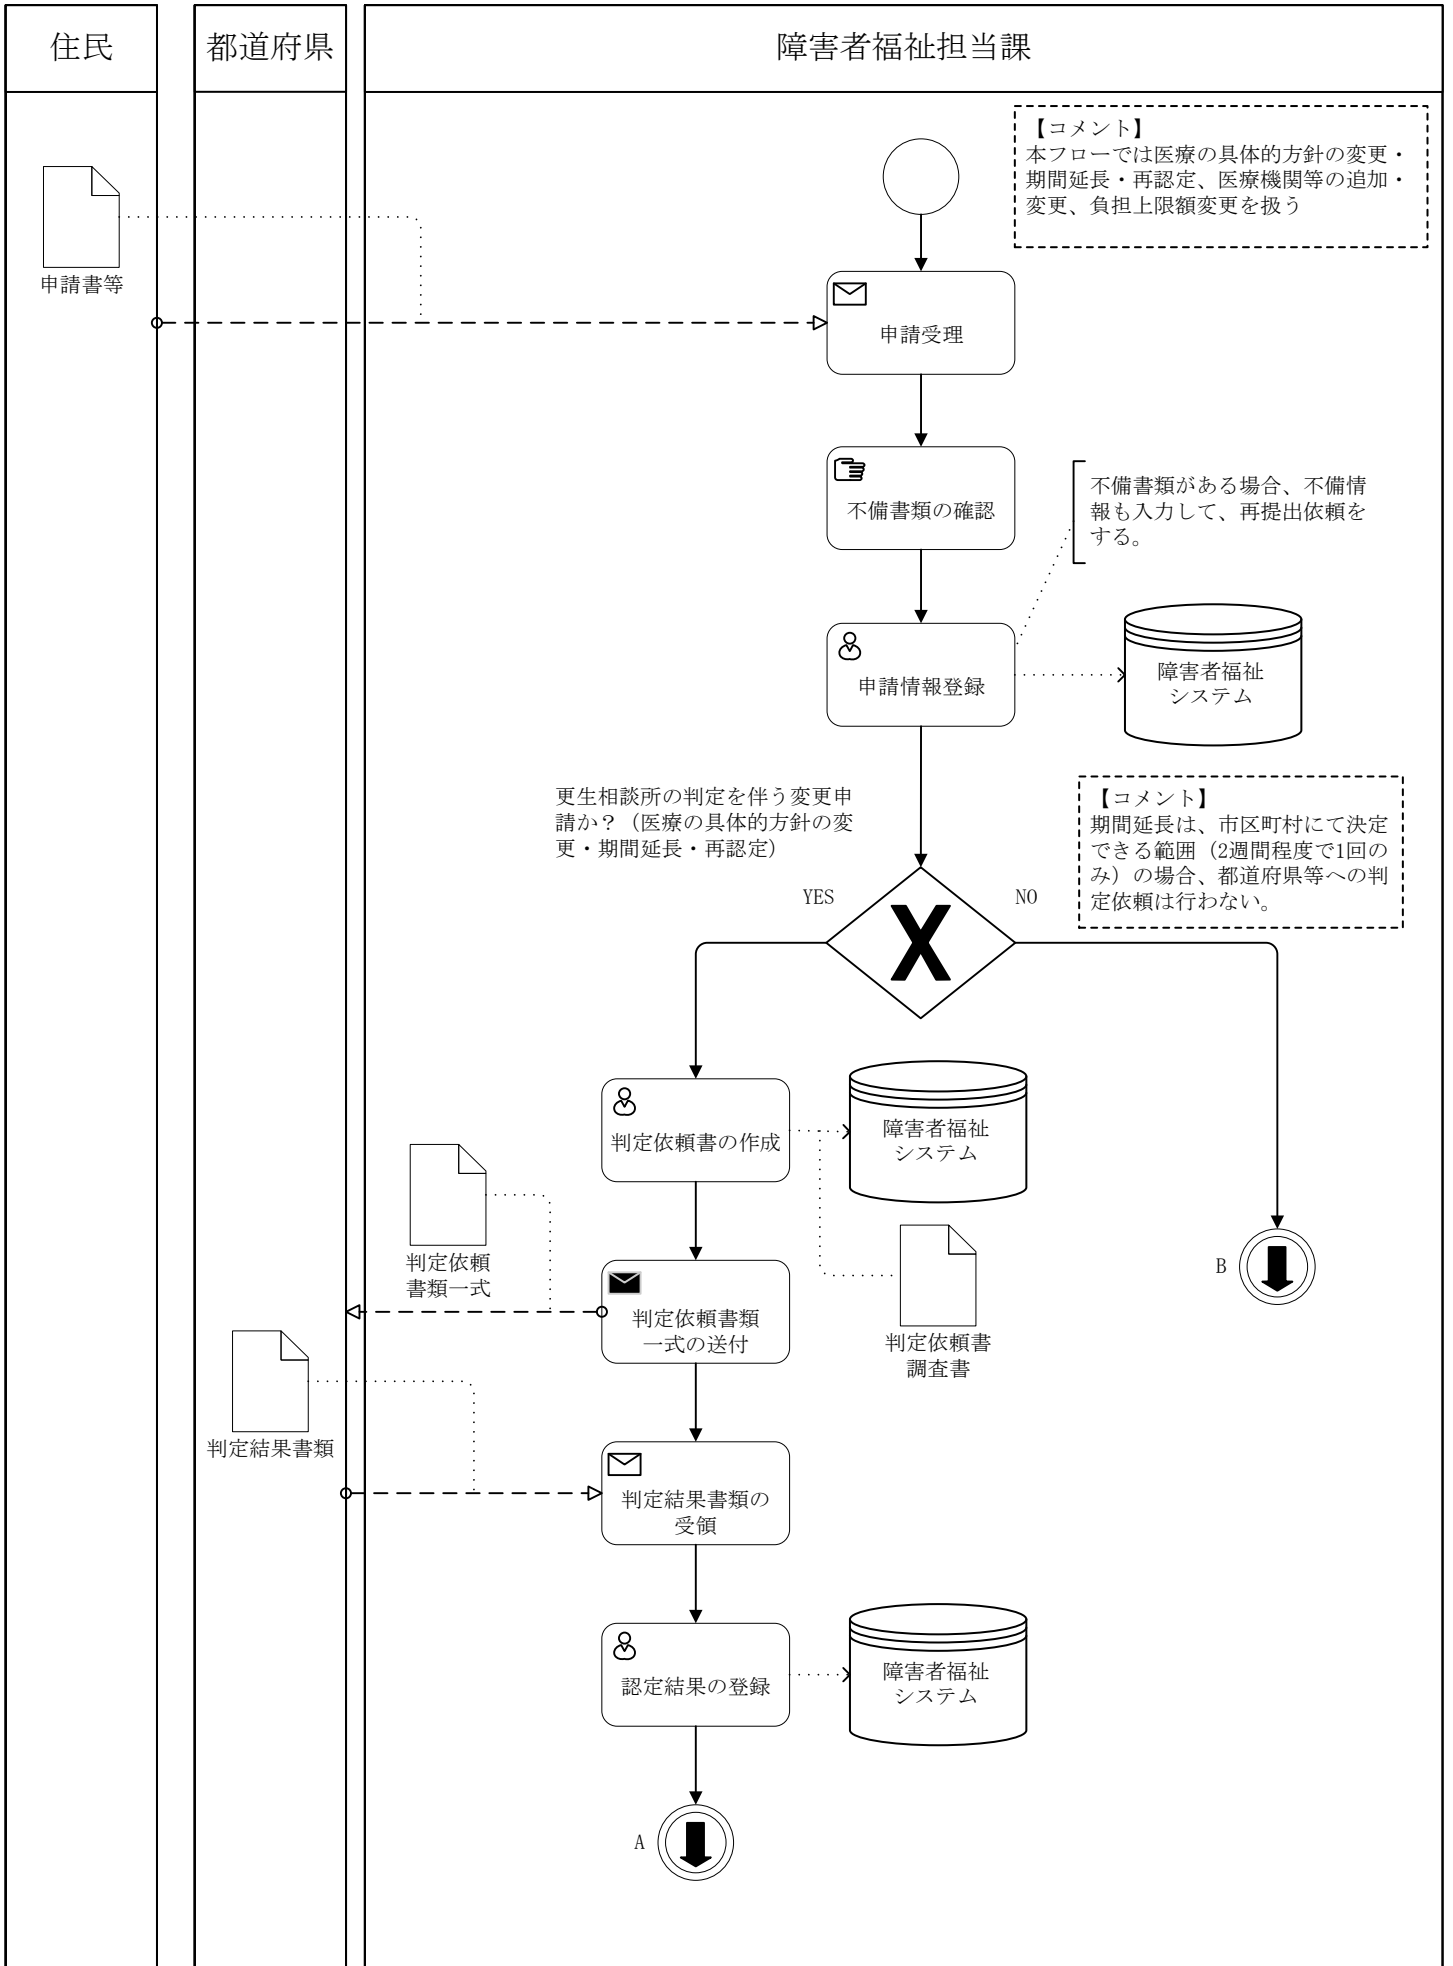 住民
都道府県
障害者福祉担当課
【コメント】
本フローでは医療の具体的方針の変更・
期間延長・再認定、医療機関等の追加・
変更、負担上限額変更を扱う
申請書等
申請受理
不備書類の確認
不備書類がある場合、不備情
報も入力して、再提出依頼を
する。
申請情報登録
障害者福祉
システム
更生相談所の判定を伴う変更申
請か？（医療の具体的方針の変
更・期間延長・再認定）
【コメント】
期間延長は、市区町村にて決定
できる範囲（2週間程度で1回の
み）の場合、都道府県等への判
定依頼は行わない。
YES
NO
X
判定依頼書の作成
障害者福祉
システム
判定依頼
書類一式
判定依頼書類
一式の送付
判定依頼書
調査書
B
判定結果書類
判定結果書類の
受領
認定結果の登録
障害者福祉
システム
A